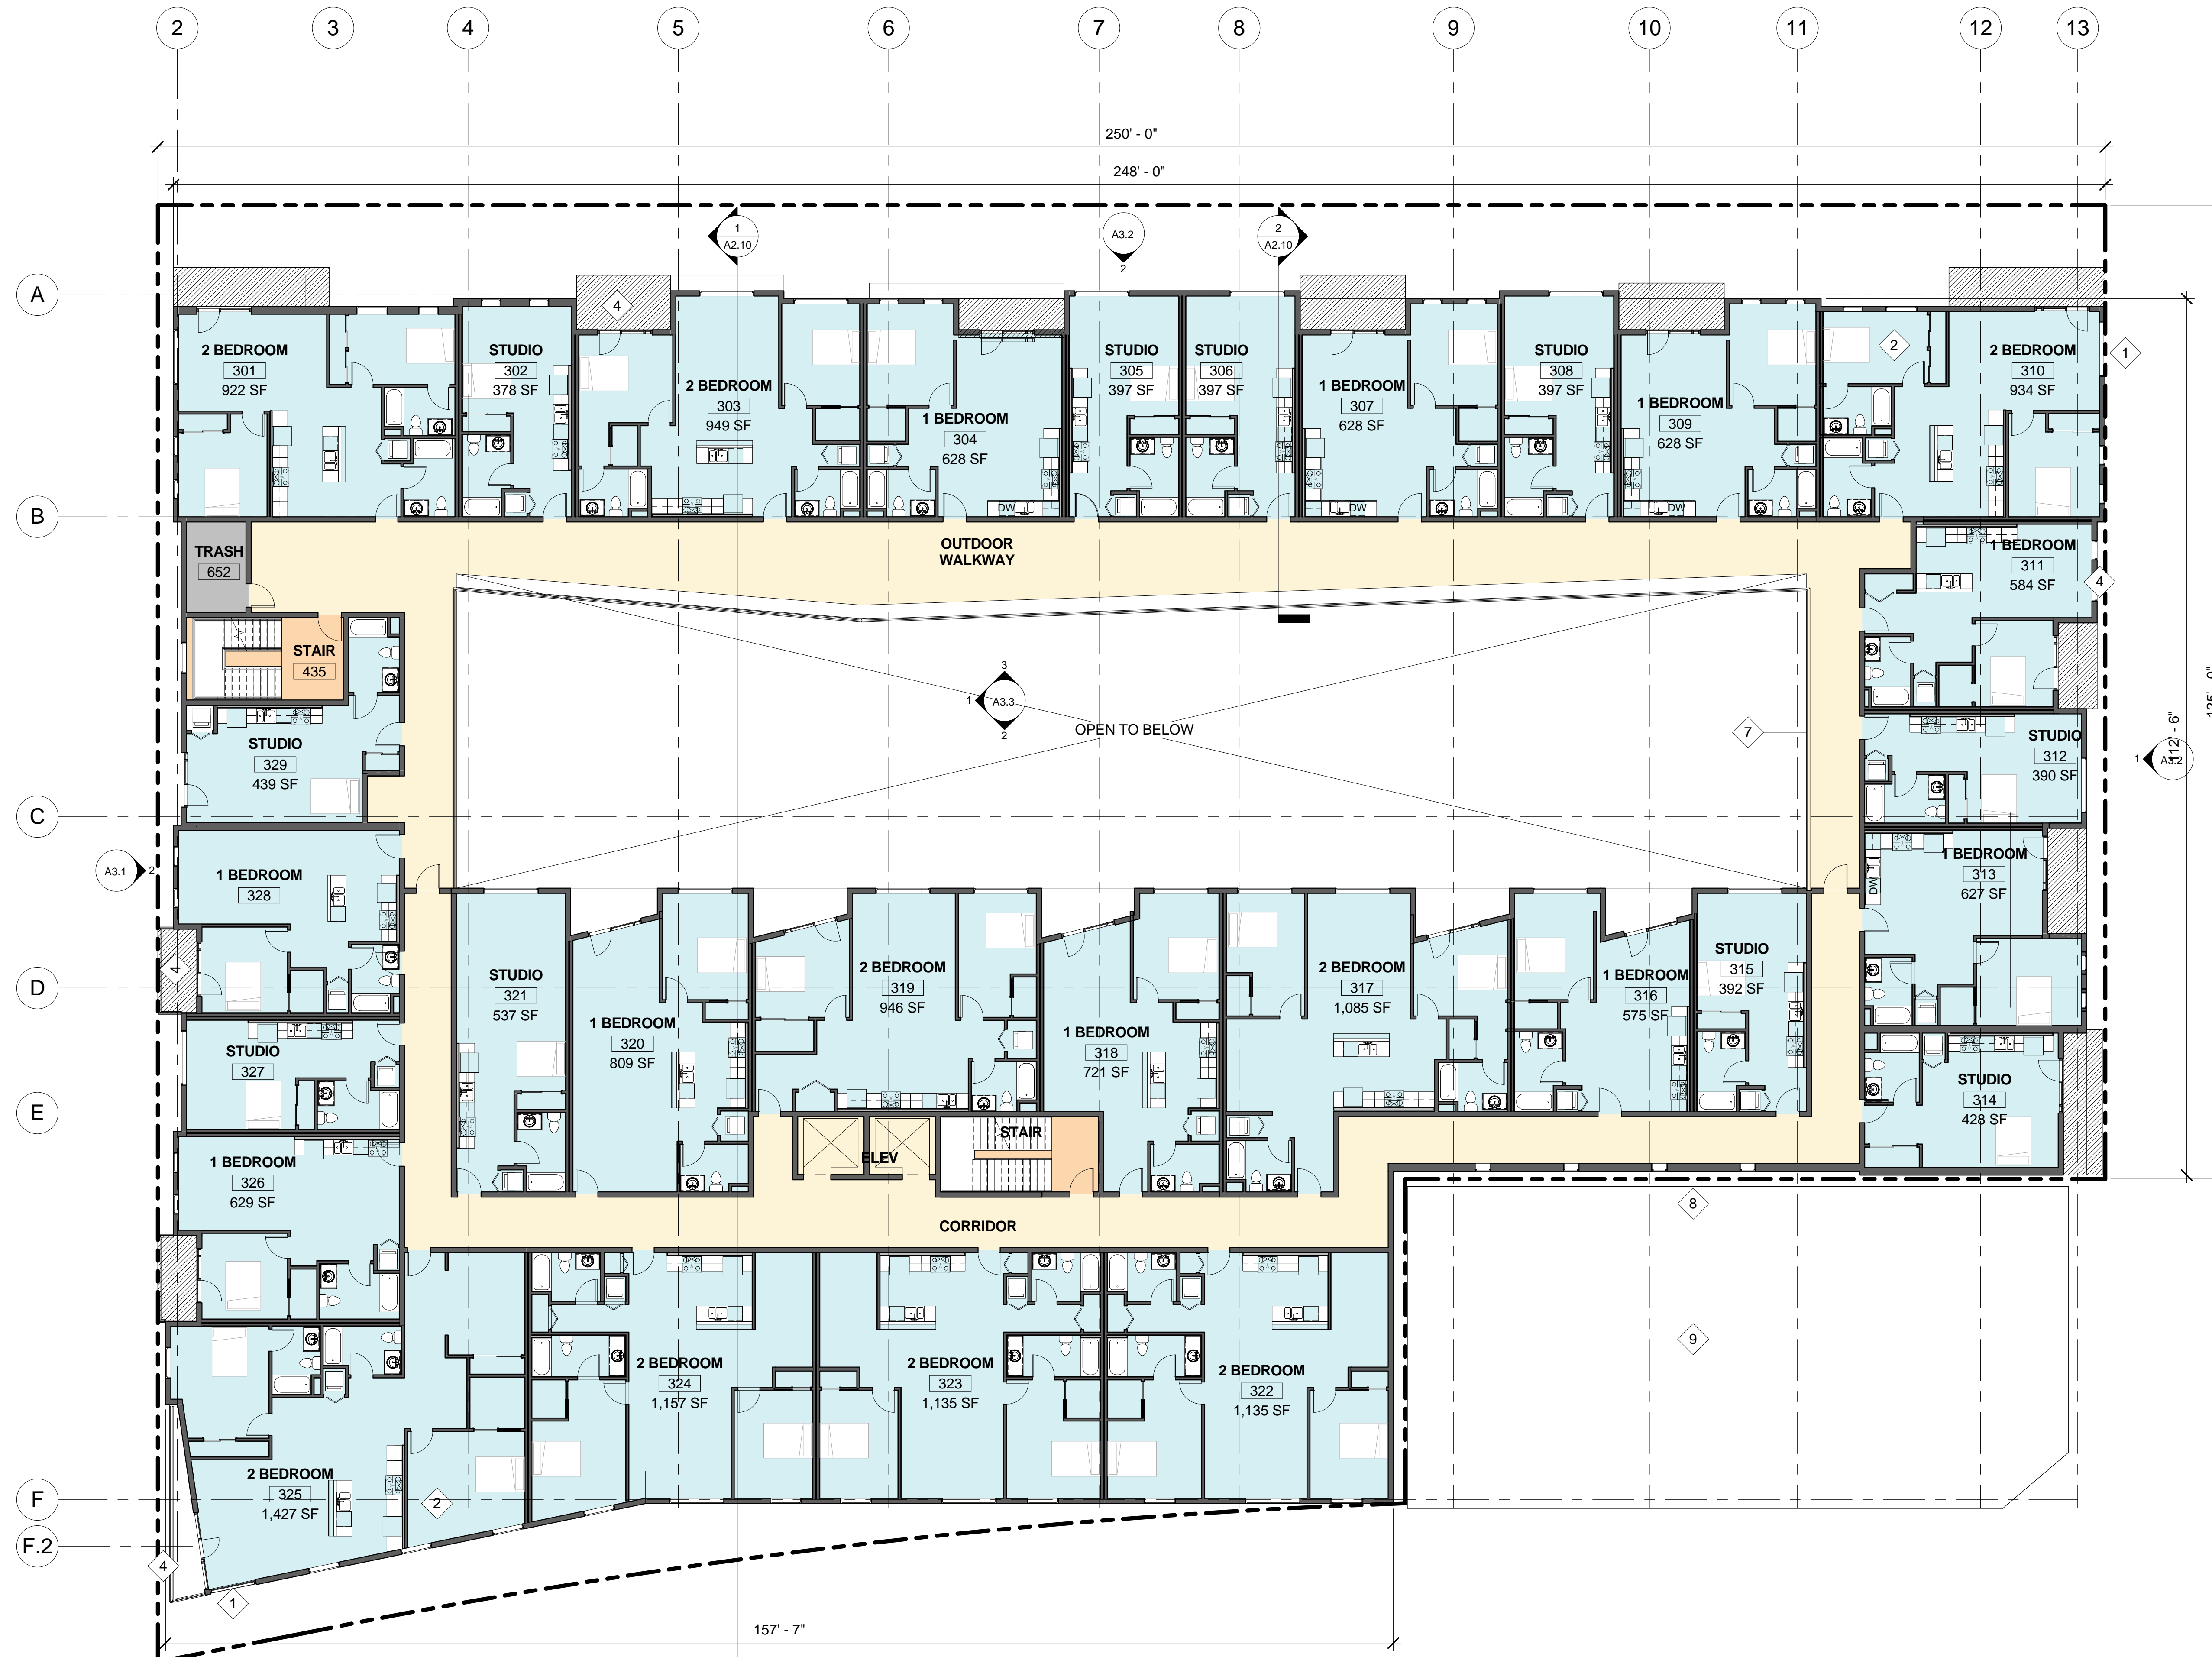 2 3 4 5 6 7 8 9 10 11 12 13
250' - 0"
248' - 0"
1
A2.10
A3.2
2
2
A2.10
A
4
2 BEDROOM
301
922 SF
STUDIO
302
378 SF
2 BEDROOM
303
949 SF
1 BEDROOM
304
628 SF
STUDIO
305
397 SF
STUDIO
306
397 SF
1 BEDROOM
307
628 SF
STUDIO
308
397 SF
1 BEDROOM
309
628 SF
2
2 BEDROOM
310
934 SF
1
DW
DW
DW
B
TRASH
652
OUTDOOR
WALKWAY
1 BEDROOM
311
584 SF
4
STAIR
435
3
1
A3.3
2
OPEN TO BELOW
7
STUDIO
329
439 SF
STUDIO
312
390 SF
112' - 6"
135' - 0"
1
A3.2
C
A3.1
2
1 BEDROOM
328
1 BEDROOM
313
627 SF
DW
4
D
STUDIO
321
537 SF
1 BEDROOM
320
809 SF
2 BEDROOM
319
946 SF
1 BEDROOM
318
721 SF
2 BEDROOM
317
1,085 SF
1 BEDROOM
316
575 SF
STUDIO
315
392 SF
STUDIO
327
STUDIO
314
428 SF
E
STAIR
ELEV
1 BEDROOM
326
629 SF
CORRIDOR
8
9
2 BEDROOM
324
1,157 SF
2 BEDROOM
323
1,135 SF
2 BEDROOM
322
1,135 SF
2 BEDROOM
325
1,427 SF
2
F
F.2
4
1
157' - 7"